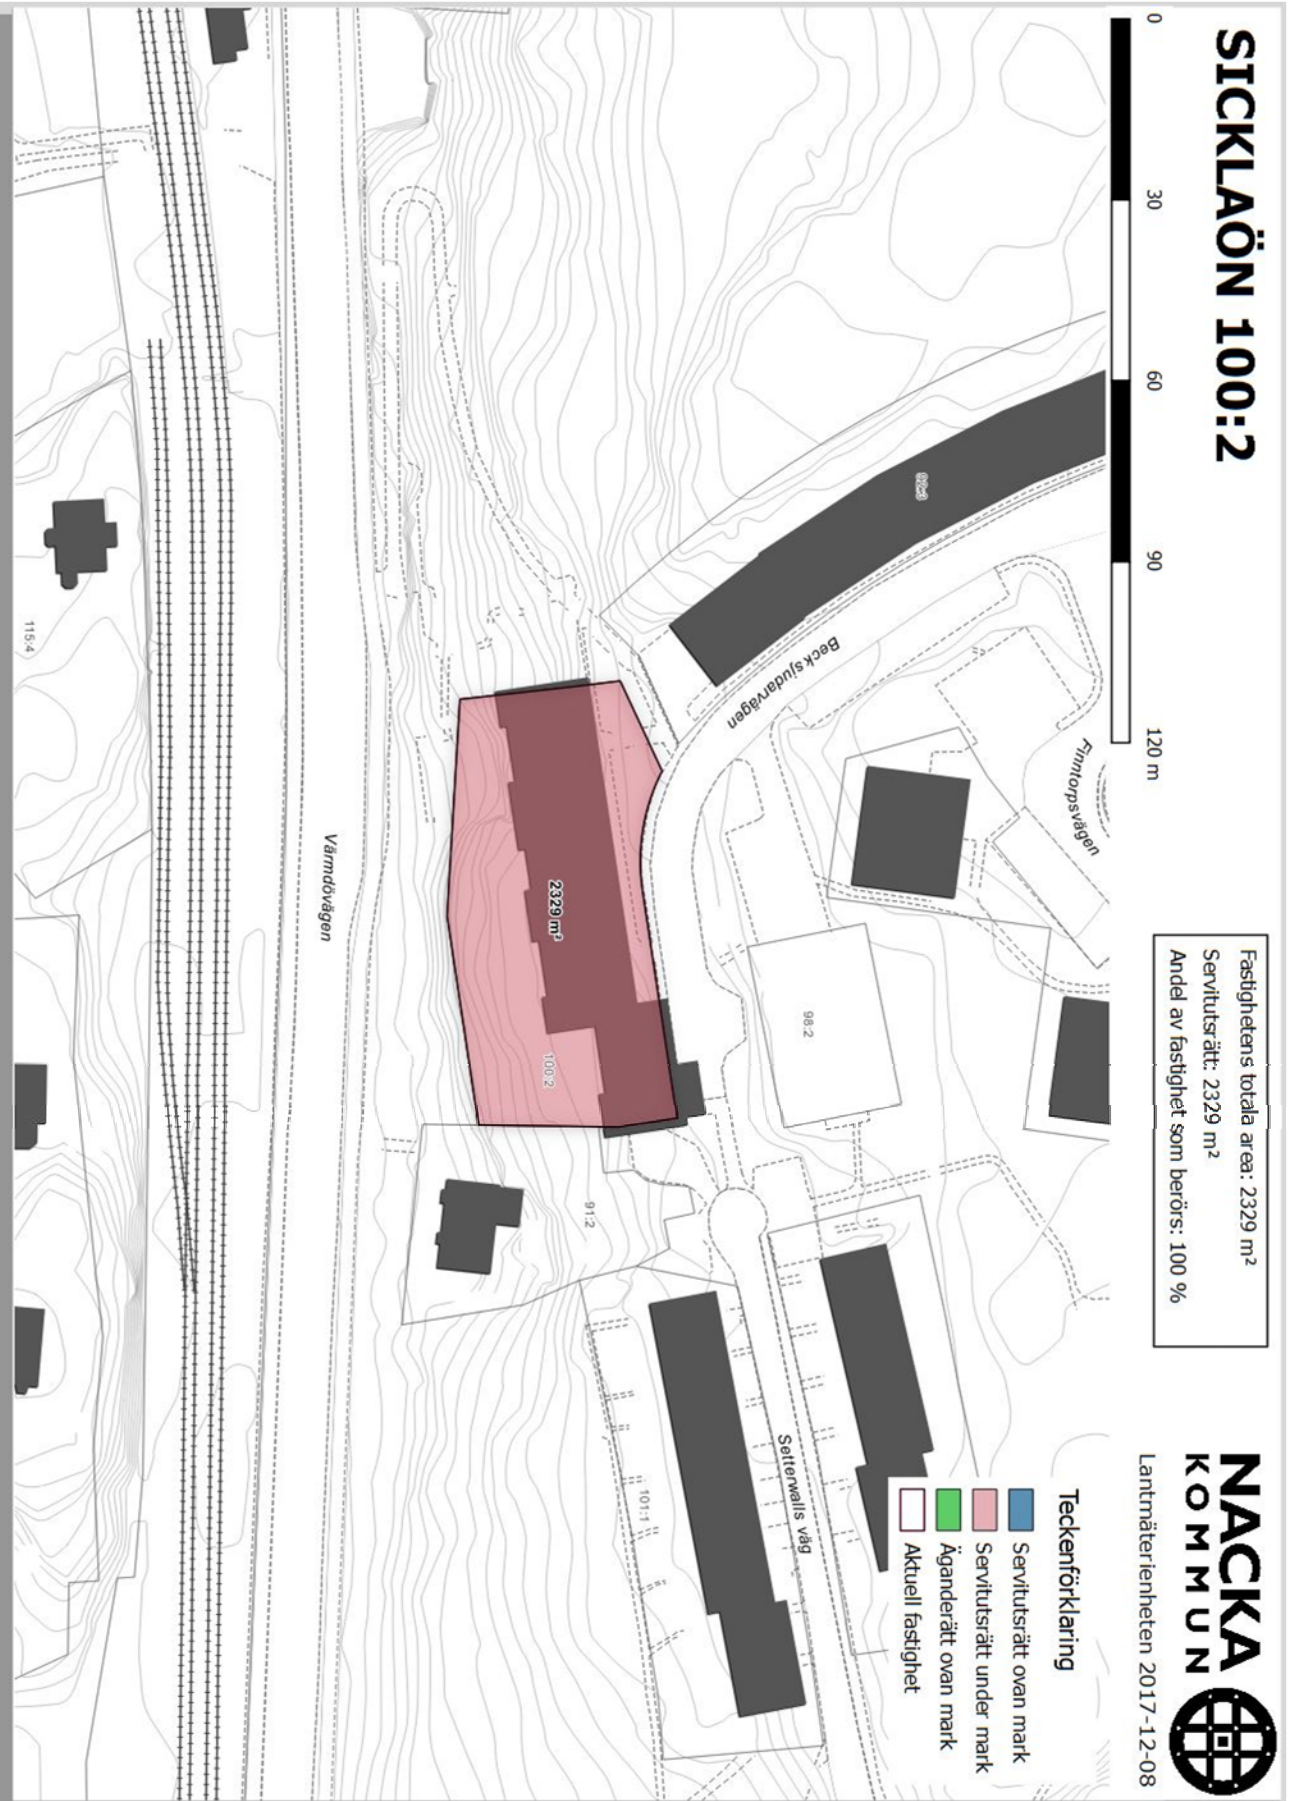 SICKLAÖN 100:2
0
30
60
90
120 m
Fastighetens totala area: 2329 m²
Servitutsrätt: 2329 m²
Andel av fastighet som berörs: 100 %
NACKA
KOMMUN
Lantmäterienheten 2017-12-08
Teckenförklaring
Servitutsrätt ovan mark
Servitutsrätt under mark
Äganderätt ovan mark
Aktuell fastighet
Finntorpsvägen
Becksjudarvägen
98:2
Setterwalls väg
101:1
91:2
2329 m²
100:2
Värmdövägen
115:4